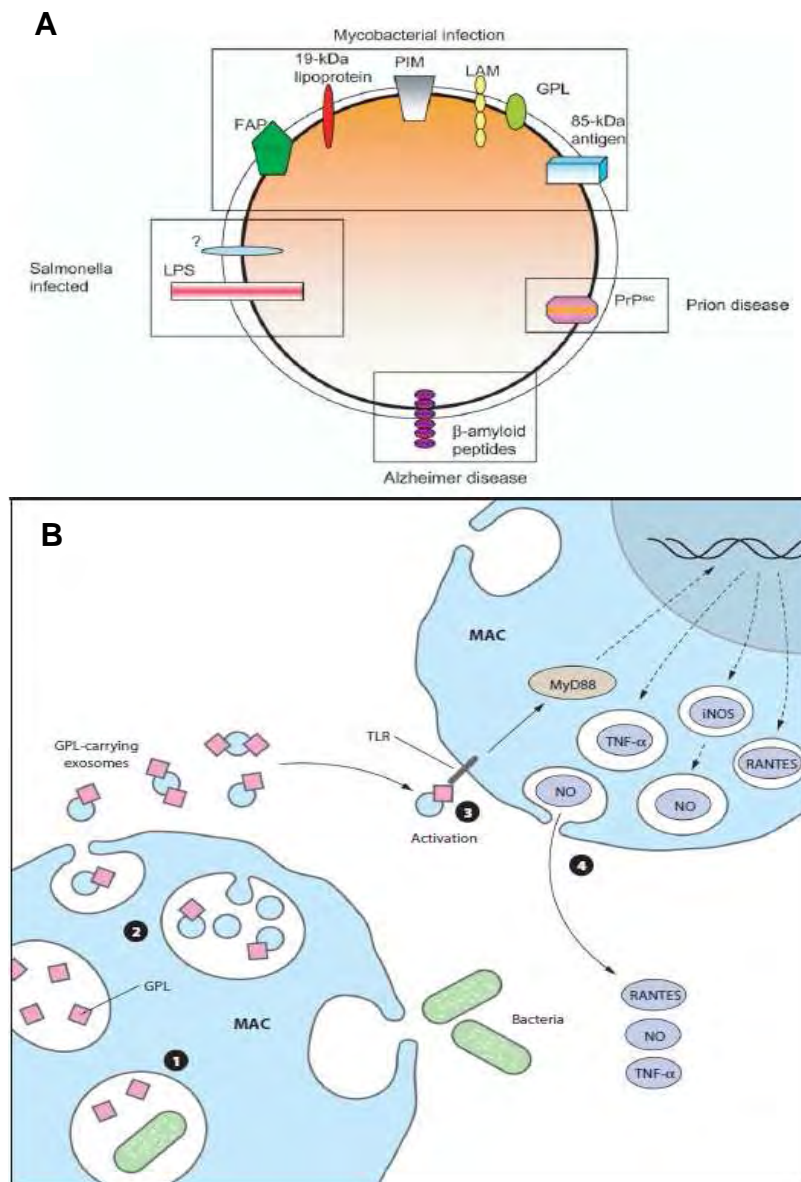 A
Mycobacterial infection
19-kDa
lipoprotein
PIM
LAM
GPL
FAP
85-kDa
antigen
?
LPS
Salmonella
infected
PrPsc
Prion disease
β-amyloid
peptides
Alzheimer disease
B
MAC
MyD88
iNOS
TNF-α
RANTES
NO
NO
TLR
GPL-carrying
exosomes
3
Activation
4
2
GPL
MAC
Bacteria
1
RANTES
NO
TNF-α